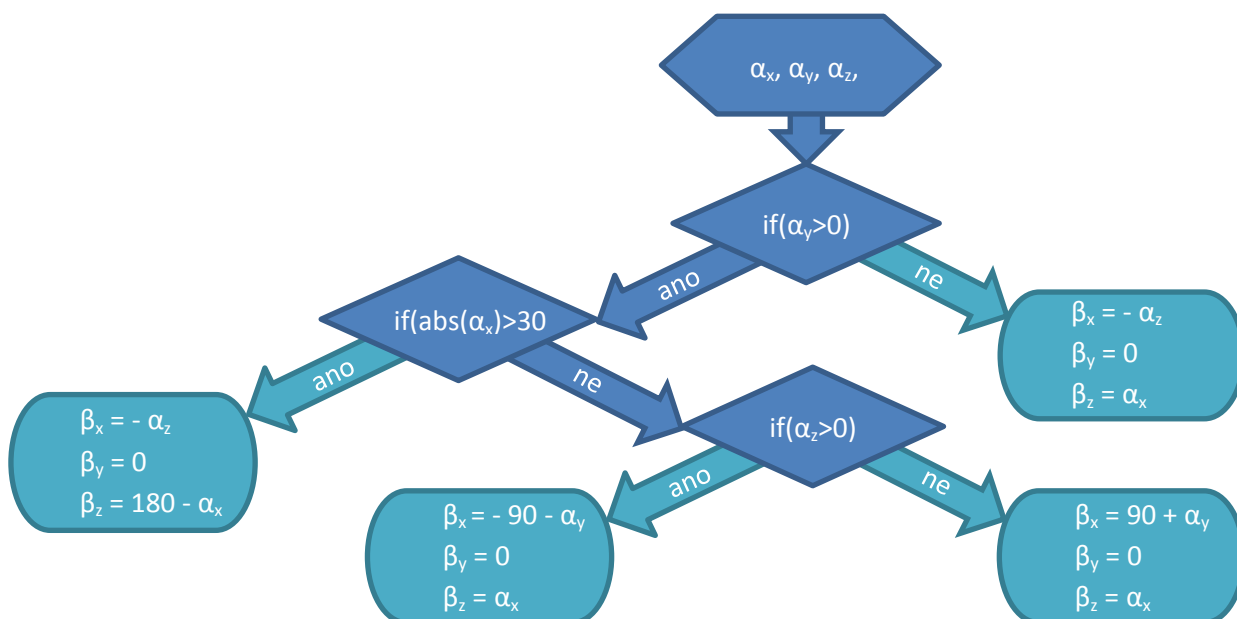 αx, αy, αz,
if(αy>0)
ano
ne
if(abs(αx)>30
βx = - αz
βy = 0
βz = αx
ano
ne
βx = - αz
βy = 0
βz = 180 - αx
if(αz>0)
ano
ne
βx = - 90 - αy
βy = 0
βz = αx
βx = 90 + αy
βy = 0
βz = αx